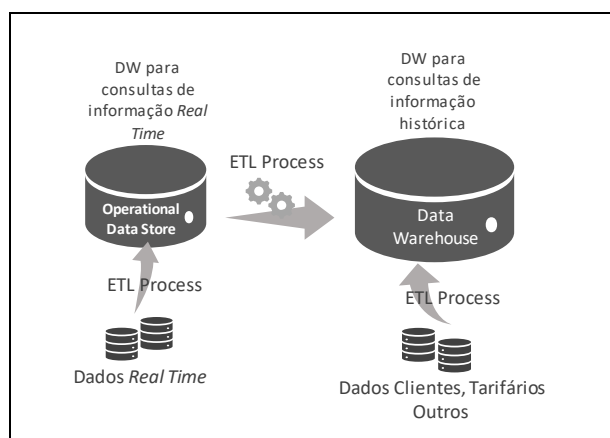 DW para
consultas de
informação Real
Time
DW para
consultas de
informação
histórica
ETL Process
Operational
Data Store
Data
Warehouse
ETL Process
ETL Process
Dados Real Time
Dados Clientes, Tarifários
Outros